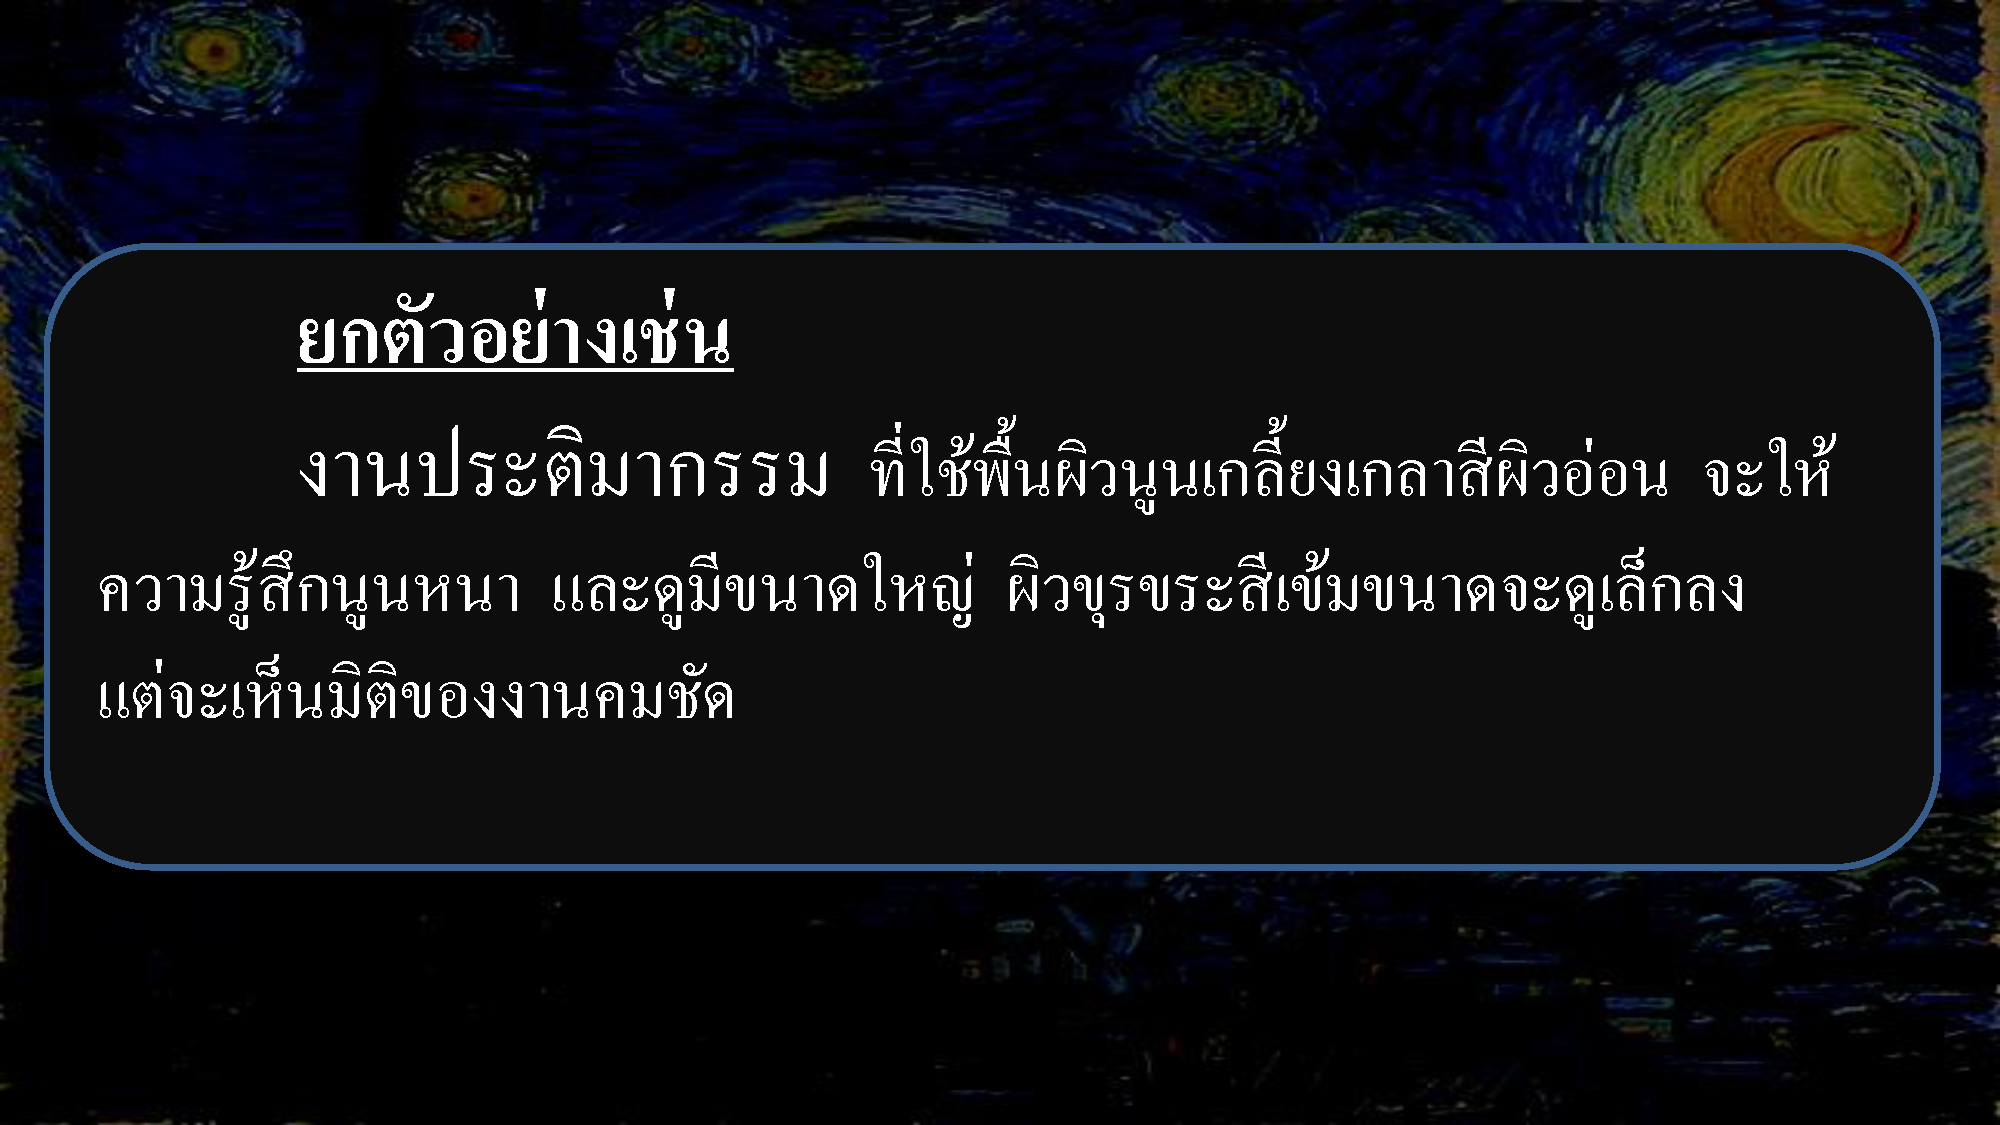 ยกตัวอย่างเช่น
งานประติมากรรม ที่ใช้พื้นผิวนูนเกลี้ยงเกลาสีผิวอ่อน จะให้
ความรู้สึกนูนหนา และดูมีขนาดใหญ่ ผิวขุรขระสีเข้มขนาดจะดูเล็กลง
แต่จะเห็นมิติของงานคมชัด